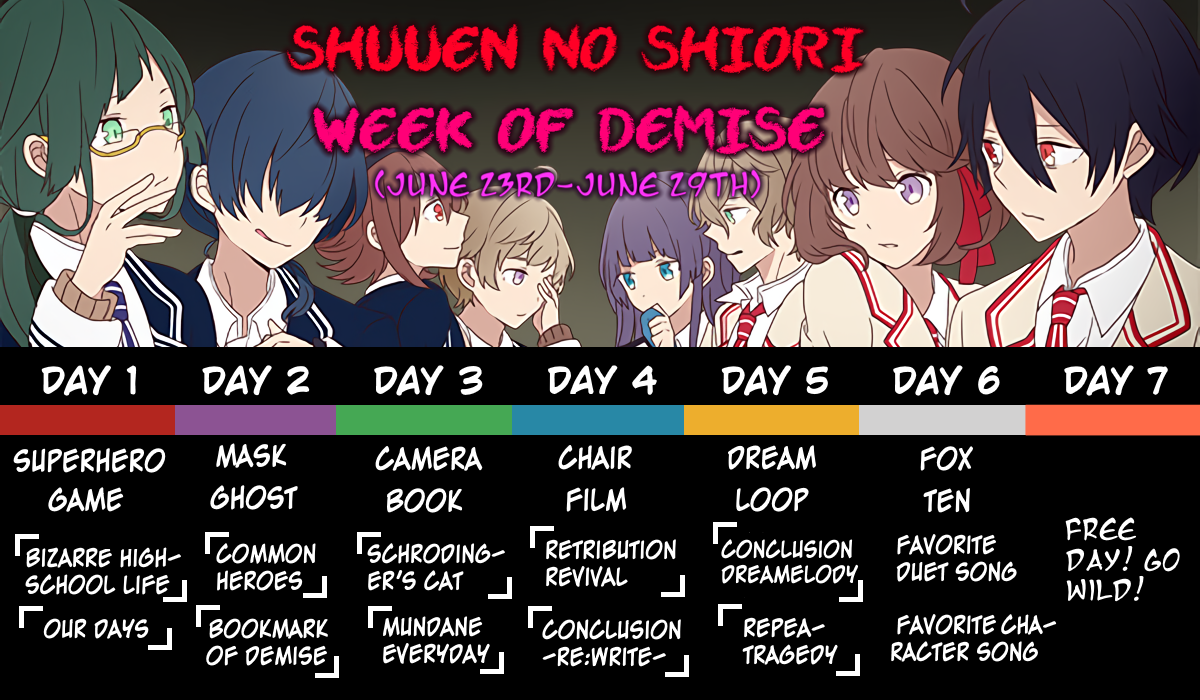 SHUUEN NO SHIORI
WEEK OF DEMISE
(JUNE 23RD-JUNE 29TH)
DAY 1
DAY 2
DAY 3
DAY 4
DAY 5
DAY 6
DAY 7
SUPERHERO
GAME
「BIZARRE HIGH-
SCHOOL LIFE」
「OUR DAYS」
MASK
GHOST
「COMMON
HEROES」
「BOOKMARK
OF DEMISE」
CAMERA
BOOK
「SCHRODING-
ER'S CAT」
「MUNDANE
EVERYDAY」
CHAIR
FILM
「RETRIBUTION
REVIVAL」
「CONCLUSION
-RE:WRITE-」
DREAM
LOOP
「CONCLUSION
DREAMELODY」
「REPEA-
TRAGEDY」
FOX
TEN
FAVORITE
DUET SONG
FAVORITE CHA-
RACTER SONG
FREE
DAY! GO
WILD!